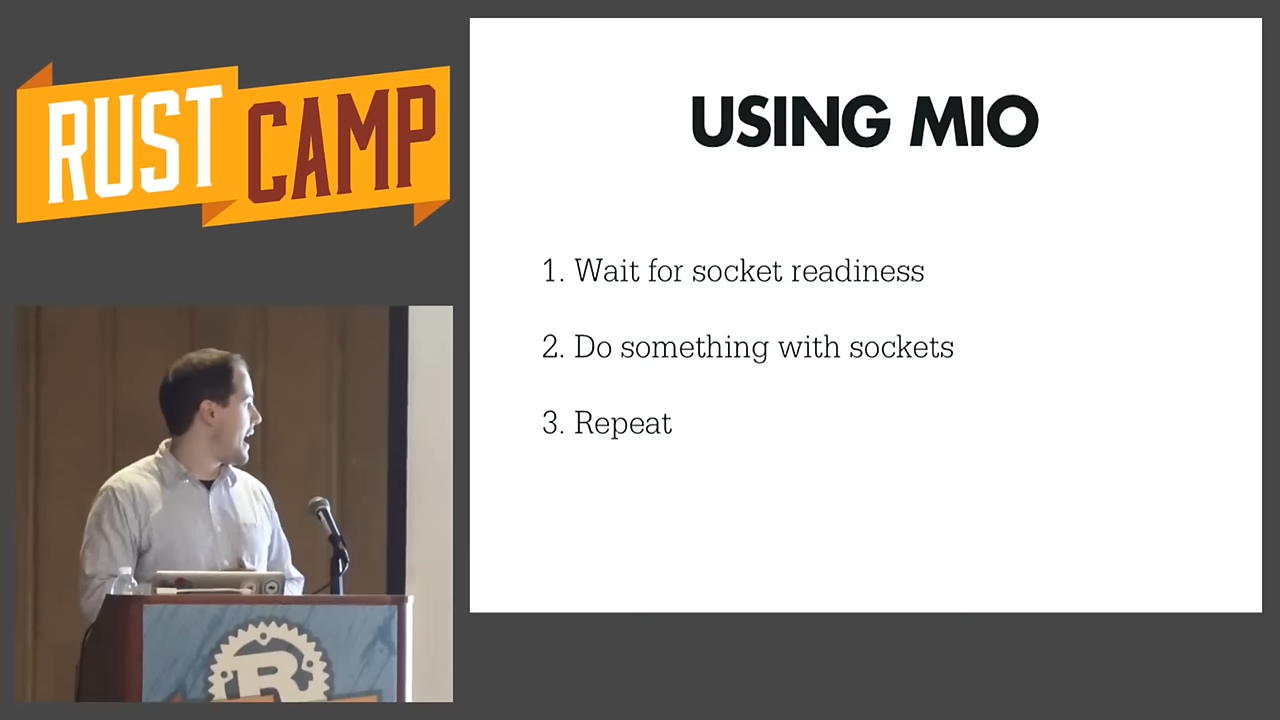 RUST CAMP
USING MIO
1. Wait for socket readiness
2. Do something with sockets
3. Repeat
R